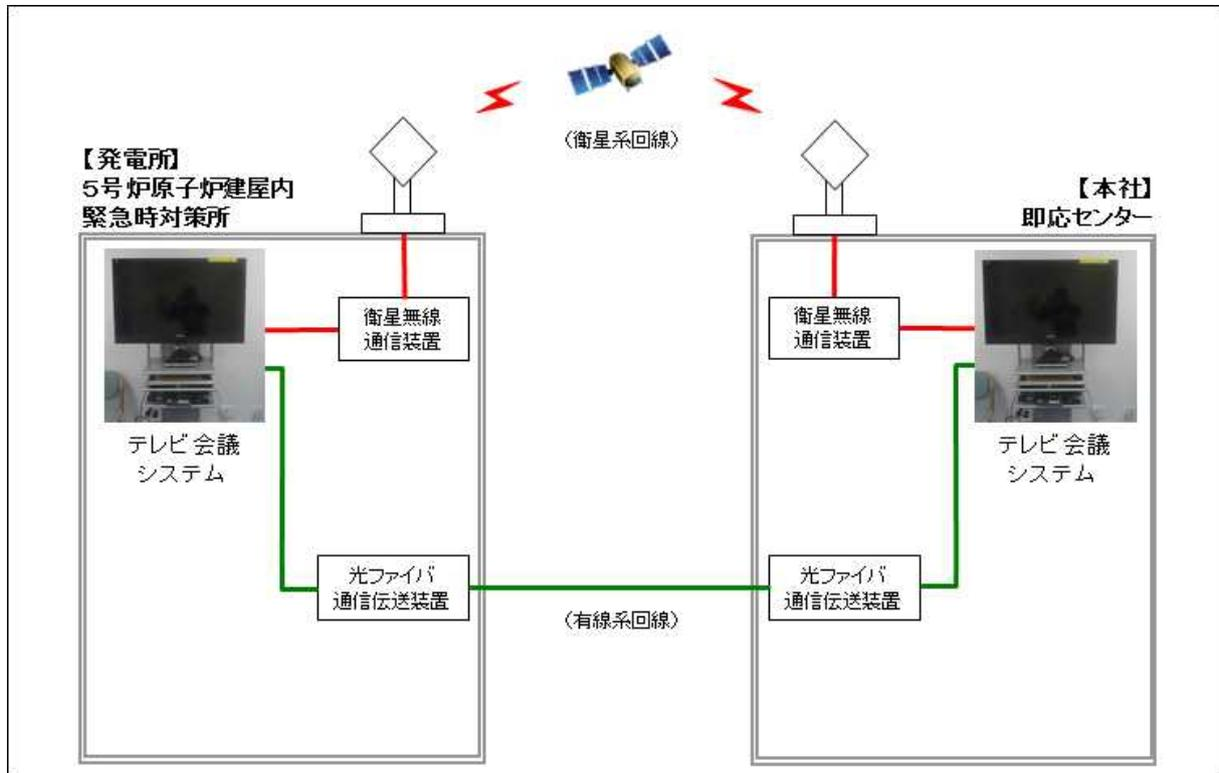 （衛星系回線）
【発電所】
5号炉原子炉建屋内
緊急時対策所
【本社】
即応センター
衛星無線
通信装置
衛星無線
通信装置
テレビ会議
システム
テレビ会議
システム
光ファイバ
通信伝送装置
光ファイバ
通信伝送装置
（有線系回線）